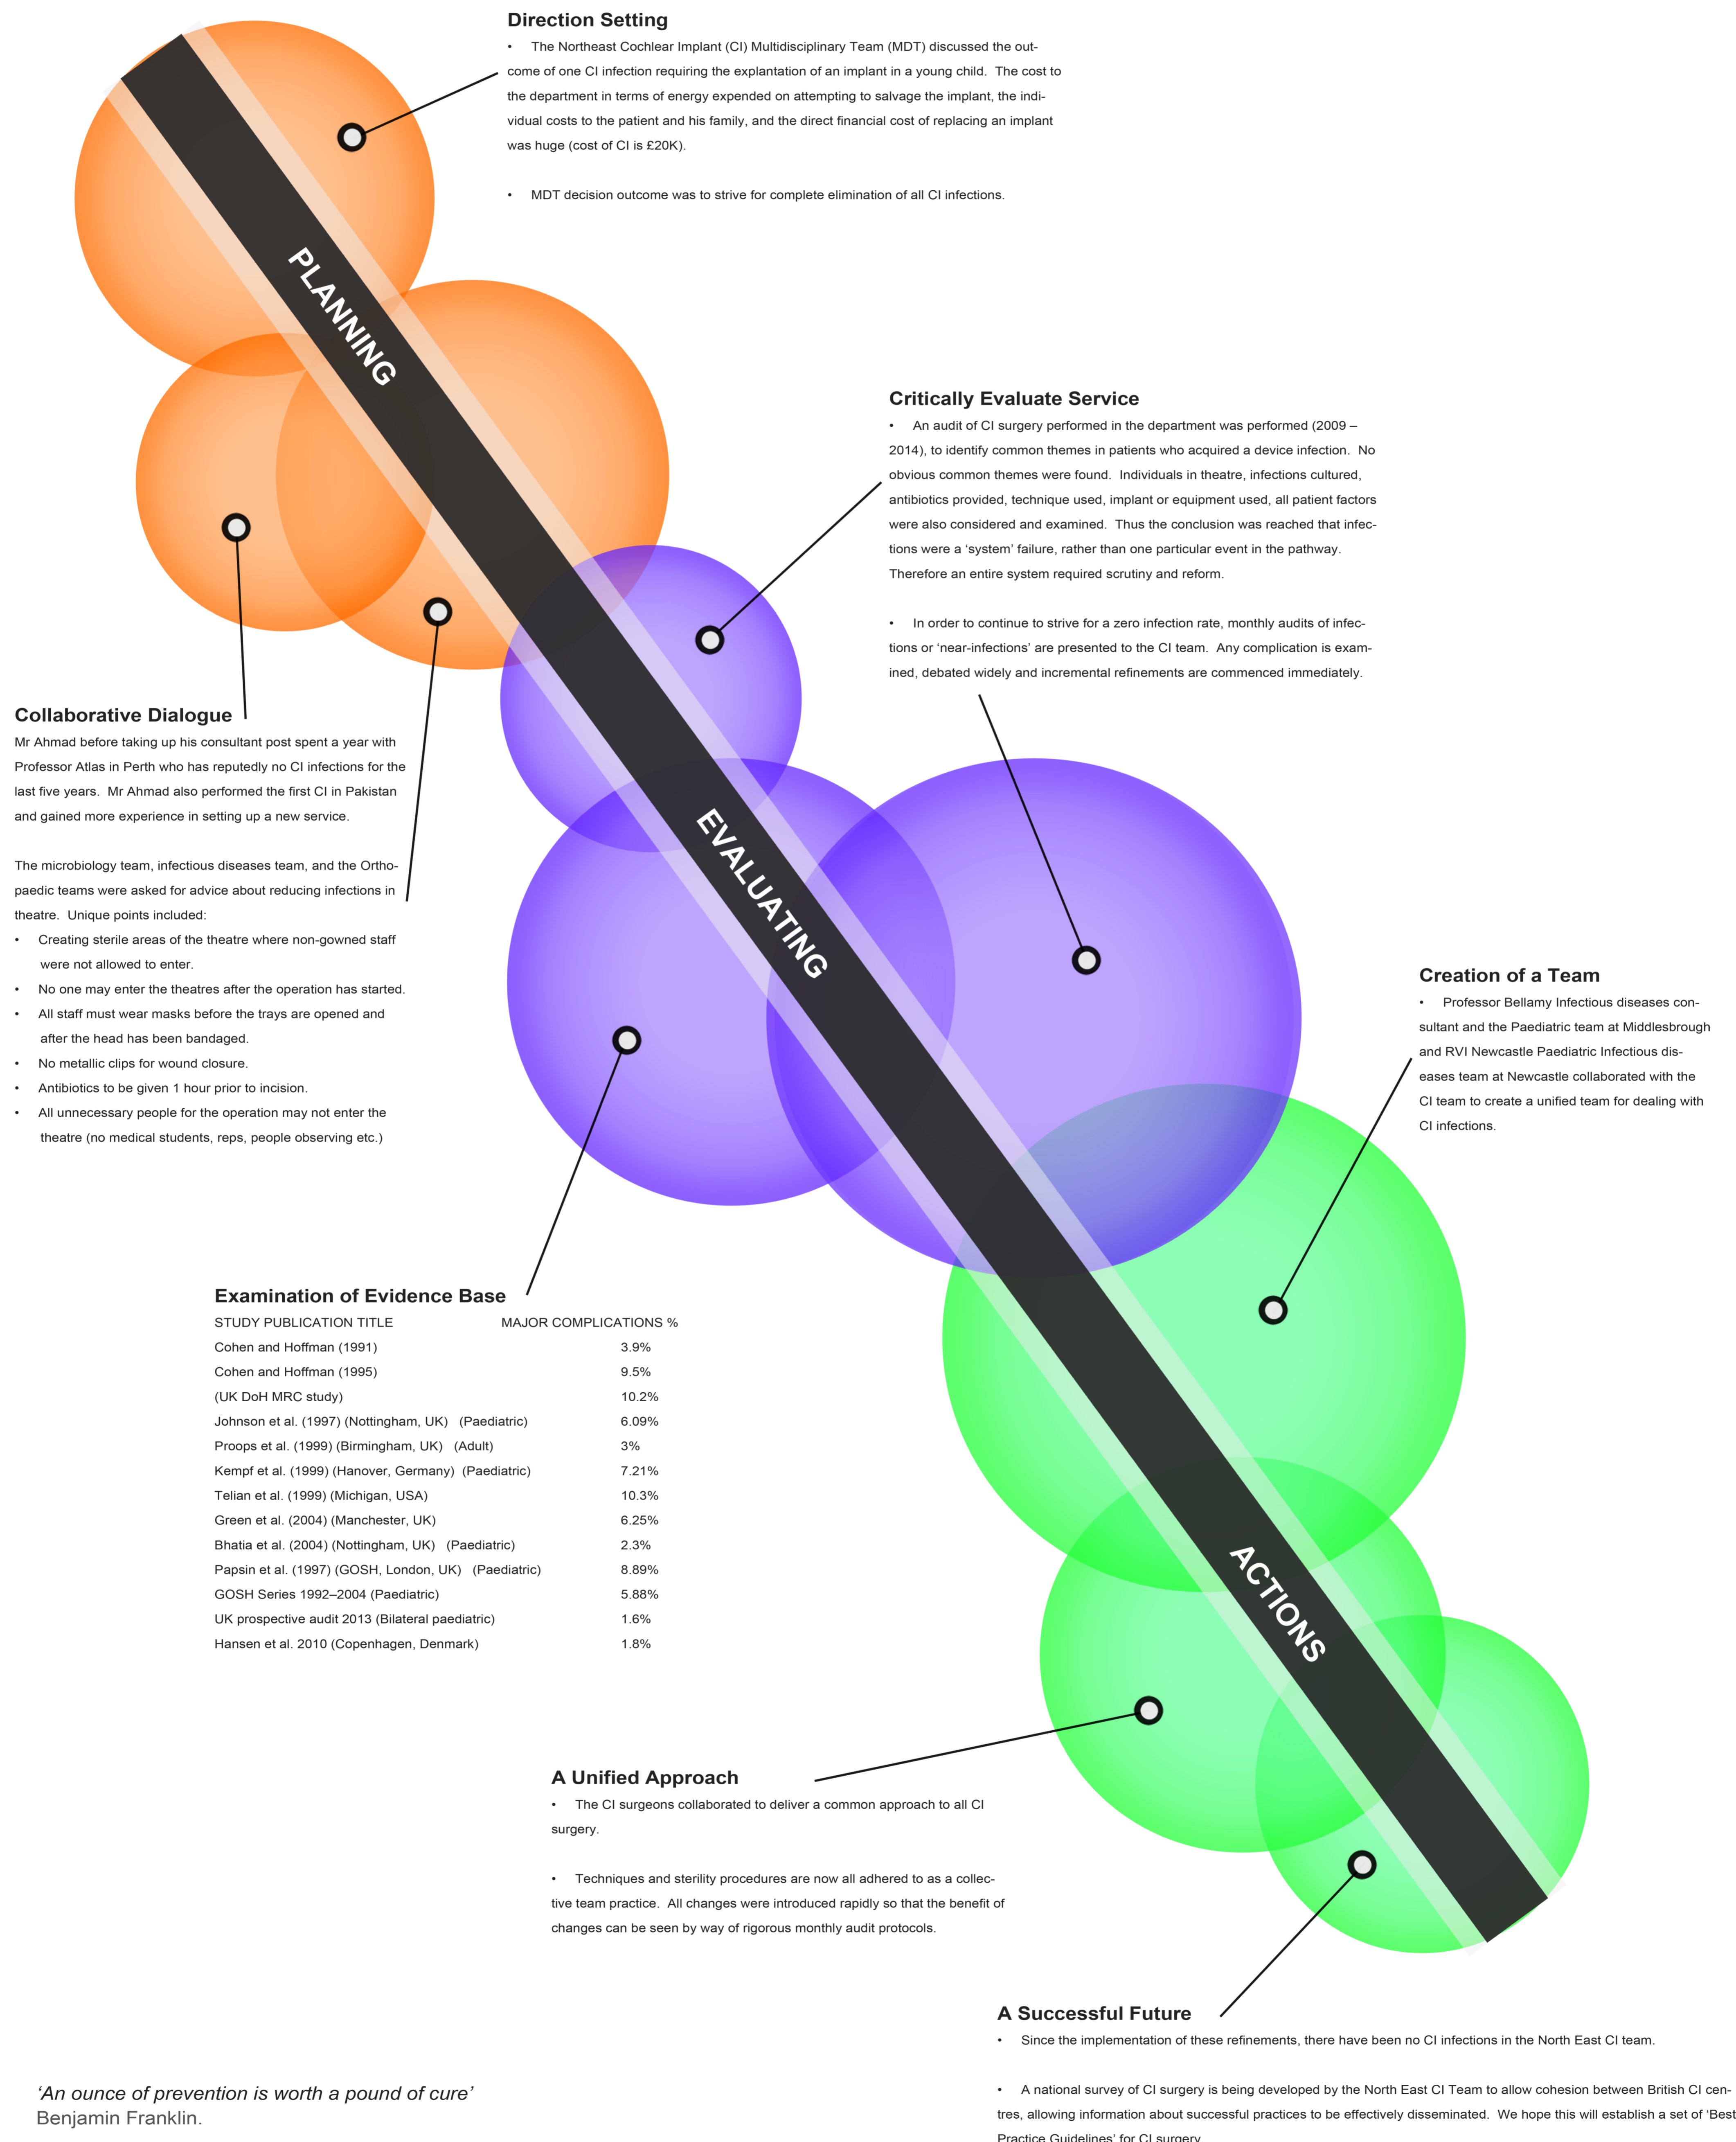 Direction Setting
• The Northeast Cochlear Implant (CI) Multidisciplinary Team (MDT) discussed the out-
come of one CI infection requiring the explantation of an implant in a young child. The cost to
the department in terms of energy expended on attempting to salvage the implant, the indi-
vidual costs to the patient and his family, and the direct financial cost of replacing an implant
was huge (cost of CI is £20K).
• MDT decision outcome was to strive for complete elimination of all CI infections.
PLANNING
Critically Evaluate Service
• An audit of CI surgery performed in the department was performed (2009 –
2014), to identify common themes in patients who acquired a device infection. No
obvious common themes were found. Individuals in theatre, infections cultured,
antibiotics provided, technique used, implant or equipment used, all patient factors
were also considered and examined. Thus the conclusion was reached that infec-
tions were a ‘system’ failure, rather than one particular event in the pathway.
Therefore an entire system required scrutiny and reform.
• In order to continue to strive for a zero infection rate, monthly audits of infec-
tions or ‘near-infections’ are presented to the CI team. Any complication is exam-
ined, debated widely and incremental refinements are commenced immediately.
Collaborative Dialogue
Mr Ahmad before taking up his consultant post spent a year with
Professor Atlas in Perth who has reputedly no CI infections for the
last five years. Mr Ahmad also performed the first CI in Pakistan
and gained more experience in setting up a new service.
The microbiology team, infectious diseases team, and the Ortho-
paedic teams were asked for advice about reducing infections in
theatre. Unique points included:
• Creating sterile areas of the theatre where non-gowned staff
were not allowed to enter.
• No one may enter the theatres after the operation has started.
• All staff must wear masks before the trays are opened and
after the head has been bandaged.
• No metallic clips for wound closure.
• Antibiotics to be given 1 hour prior to incision.
• All unnecessary people for the operation may not enter the
theatre (no medical students, reps, people observing etc.)
EVALUATING
Creation of a Team
• Professor Bellamy Infectious diseases con-
sultant and the Paediatric team at Middlesbrough
and RVI Newcastle Paediatric Infectious dis-
eases team at Newcastle collaborated with the
CI team to create a unified team for dealing with
CI infections.
Examination of Evidence Base
STUDY PUBLICATION TITLE MAJOR COMPLICATIONS %
Cohen and Hoffman (1991) 3.9%
Cohen and Hoffman (1995) 9.5%
(UK DoH MRC study) 10.2%
Johnson et al. (1997) (Nottingham, UK) (Paediatric) 6.09%
Proops et al. (1999) (Birmingham, UK) (Adult) 3%
Kempf et al. (1999) (Hanover, Germany) (Paediatric) 7.21%
Telian et al. (1999) (Michigan, USA) 10.3%
Green et al. (2004) (Manchester, UK) 6.25%
Bhatia et al. (2004) (Nottingham, UK) (Paediatric) 2.3%
Papsin et al. (1997) (GOSH, London, UK) (Paediatric) 8.89%
GOSH Series 1992–2004 (Paediatric) 5.88%
UK prospective audit 2013 (Bilateral paediatric) 1.6%
Hansen et al. 2010 (Copenhagen, Denmark) 1.8%
ACTIONS
A Unified Approach
• The CI surgeons collaborated to deliver a common approach to all CI
surgery.
• Techniques and sterility procedures are now all adhered to as a collec-
tive team practice. All changes were introduced rapidly so that the benefit of
changes can be seen by way of rigorous monthly audit protocols.
A Successful Future
• Since the implementation of these refinements, there have been no CI infections in the North East CI team.
• A national survey of CI surgery is being developed by the North East CI Team to allow cohesion between British CI cen-
tres, allowing information about successful practices to be effectively disseminated. We hope this will establish a set of ‘Best
Practice Guidelines’ for CI surgery
‘An ounce of prevention is worth a pound of cure’
Benjamin Franklin.